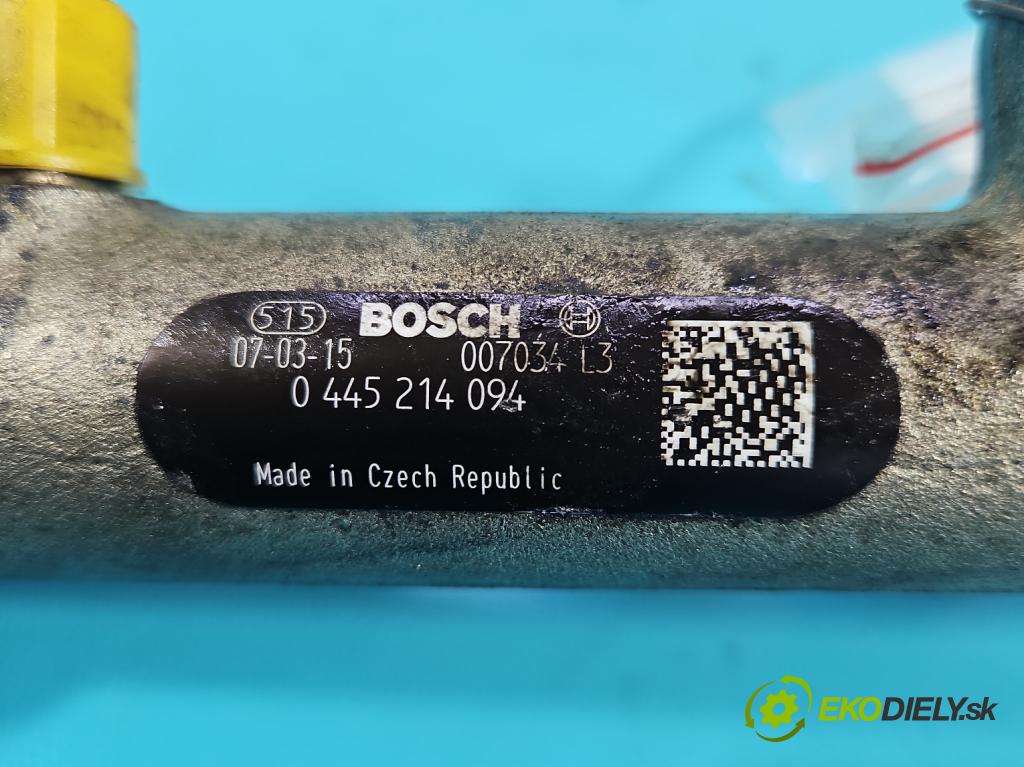 515 BOSCH
07-03-15 007034 L3
0 445 214 094
Made in Czech Republic
EKODIELY.sk